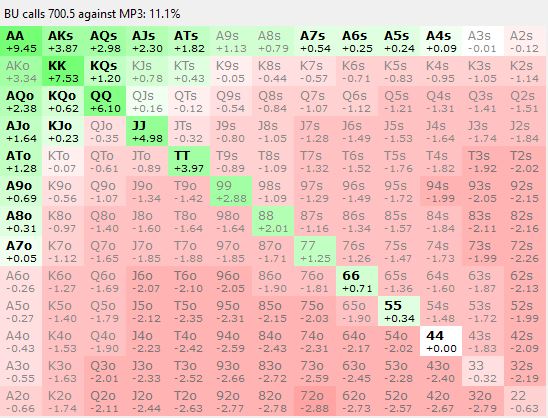 BU calls 700.5 against MP3: 11.1%
AA AKs AQs AJs ATs A9s A8s A7s A6s A5s A4s A3s A2s
+9.45 +3.87 +2.98 +2.30 +1.82 +1.13 +0.79 +0.54 +0.25 +0.24 +0.09 -0.01 -0.12
AKo KK KQs KJs KTs K9s K8s K7s K6s K5s K4s K3s K2s
+3.34 +7.53 +1.20 +0.78 +0.43 -0.05 -0.44 -0.57 -0.71 -0.83 -0.95 -1.05 -1.14
AQo KQo QQ QJs QTs Q9s Q8s Q7s Q6s Q5s Q4s Q3s Q2s
+2.38 +0.62 +6.10 +0.16 -0.12 -0.54 -0.84 -1.07 -1.12 -1.21 -1.31 -1.41 -1.51
AJo KJo QJo JJ JTs J9s J8s J7s J6s J5s J4s J3s J2s
+1.64 +0.23 -0.35 +4.98 -0.32 -0.80 -1.05 -1.28 -1.49 -1.53 -1.64 -1.74 -1.84
ATo KTo QTo JTo TT T9s T8s T7s T6s T5s T4s T3s T2s
+1.28 -0.07 -0.61 -0.89 +3.97 -0.89 -1.09 -1.32 -1.52 -1.76 -1.82 -1.92 -2.02
A9o K9o Q9o J9o T9o 99 98s 97s 96s 95s 94s 93s 92s
+0.69 -0.56 -1.07 -1.34 -1.42 +2.88 -1.09 -1.29 -1.49 -1.72 -1.99 -2.05 -2.15
A8o K8o Q8o J8o T8o 98o 88 87s 86s 85s 84s 83s 82s
+0.31 -0.97 -1.40 -1.60 -1.64 -1.64 +2.01 -1.16 -1.34 -1.57 -1.84 -2.11 -2.16
A7o K7o Q7o J7o T7o 97o 87o 77 76s 75s 74s 73s 72s
+0.05 -1.12 -1.65 -1.85 -1.88 -1.85 -1.71 +1.25 -1.26 -1.47 -1.73 -1.99 -2.26
A6o K6o Q6o J6o T6o 96o 86o 76o 66 65s 64s 63s 62s
-0.26 -1.27 -1.69 -2.07 -2.10 -2.05 -1.90 -1.81 +0.71 -1.36 -1.60 -1.87 -2.13
A5o K5o Q5o J5o T5o 95o 85o 75o 65o 55 54s 53s 52s
-0.27 -1.40 -1.79 -2.12 -2.35 -2.31 -2.15 -2.03 -1.90 +0.34 -1.48 -1.72 -1.99
A4o K4o Q4o J4o T4o 94o 84o 74o 64o 54o 44 43s 42s
-0.43 -1.53 -1.90 -2.23 -2.42 -2.59 -2.43 -2.31 -2.17 -2.02 +0.00 -1.83 -2.09
A3o K3o Q3o J3o T3o 93o 83o 73o 63o 53o 43o 33 32s
-0.55 -1.63 -2.01 -2.33 -2.52 -2.66 -2.72 -2.59 -2.45 -2.28 -2.40 -0.32 -2.19
A2o K2o Q2o J2o T2o 92o 82o 72o 62o 52o 42o 32o 22
-0.66 -1.74 -2.11 -2.44 -2.63 -2.77 -2.78 -2.88 -2.73 -2.57 -2.67 -2.79 -0.63